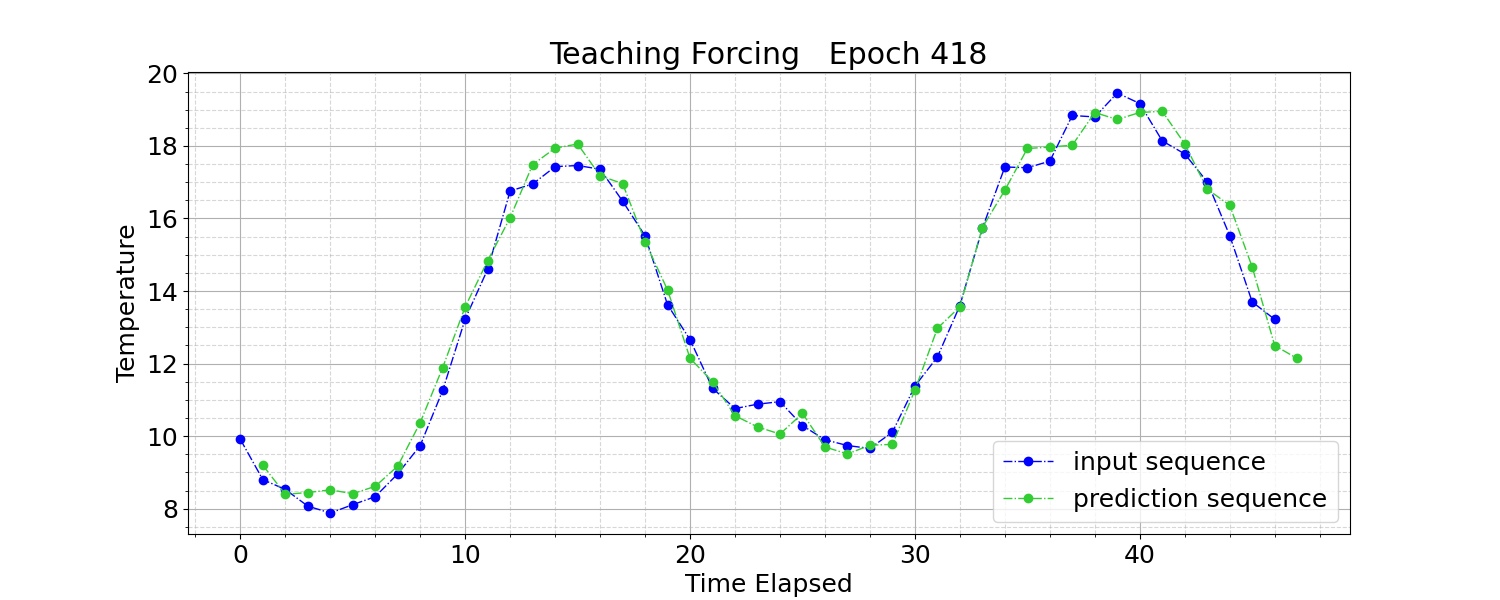 Teaching Forcing   Epoch 418
20
18
16
14
12
10
8
Temperature
input sequence
prediction sequence
0 10 20 30 40
Time Elapsed